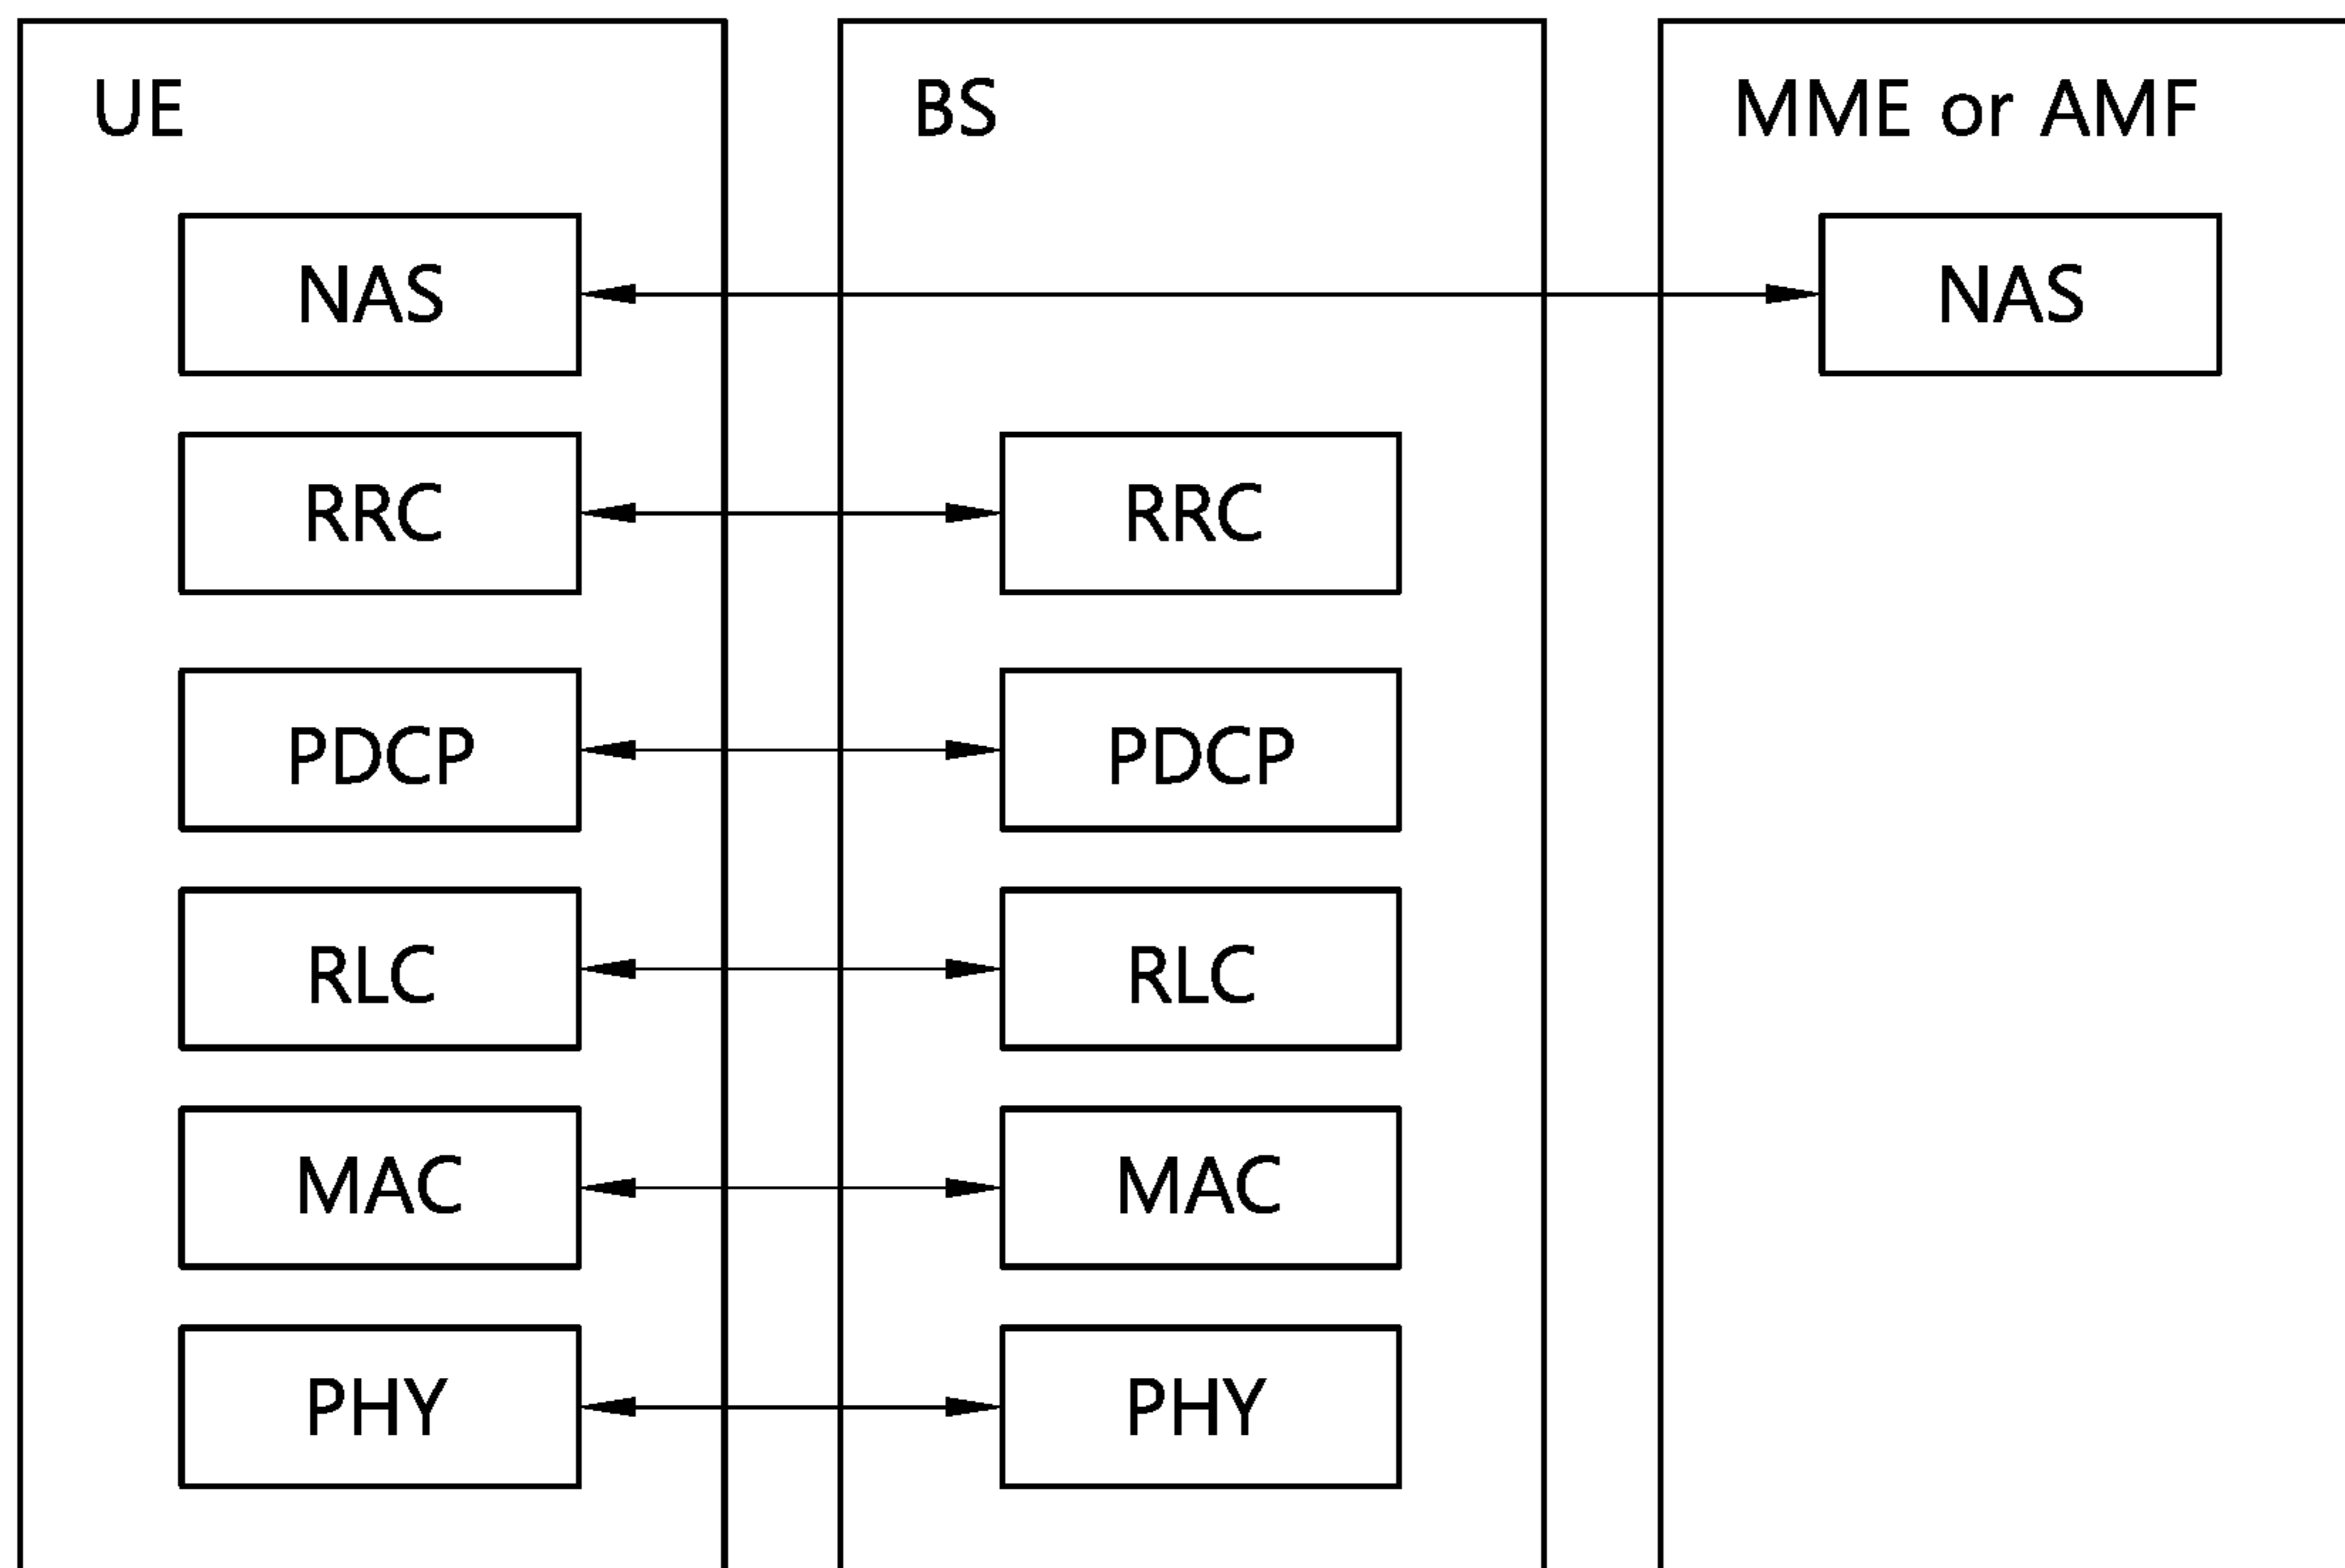 UE
BS
MME or AMF
NAS
NAS
RRC
RRC
PDCP
PDCP
RLC
RLC
MAC
MAC
PHY
PHY